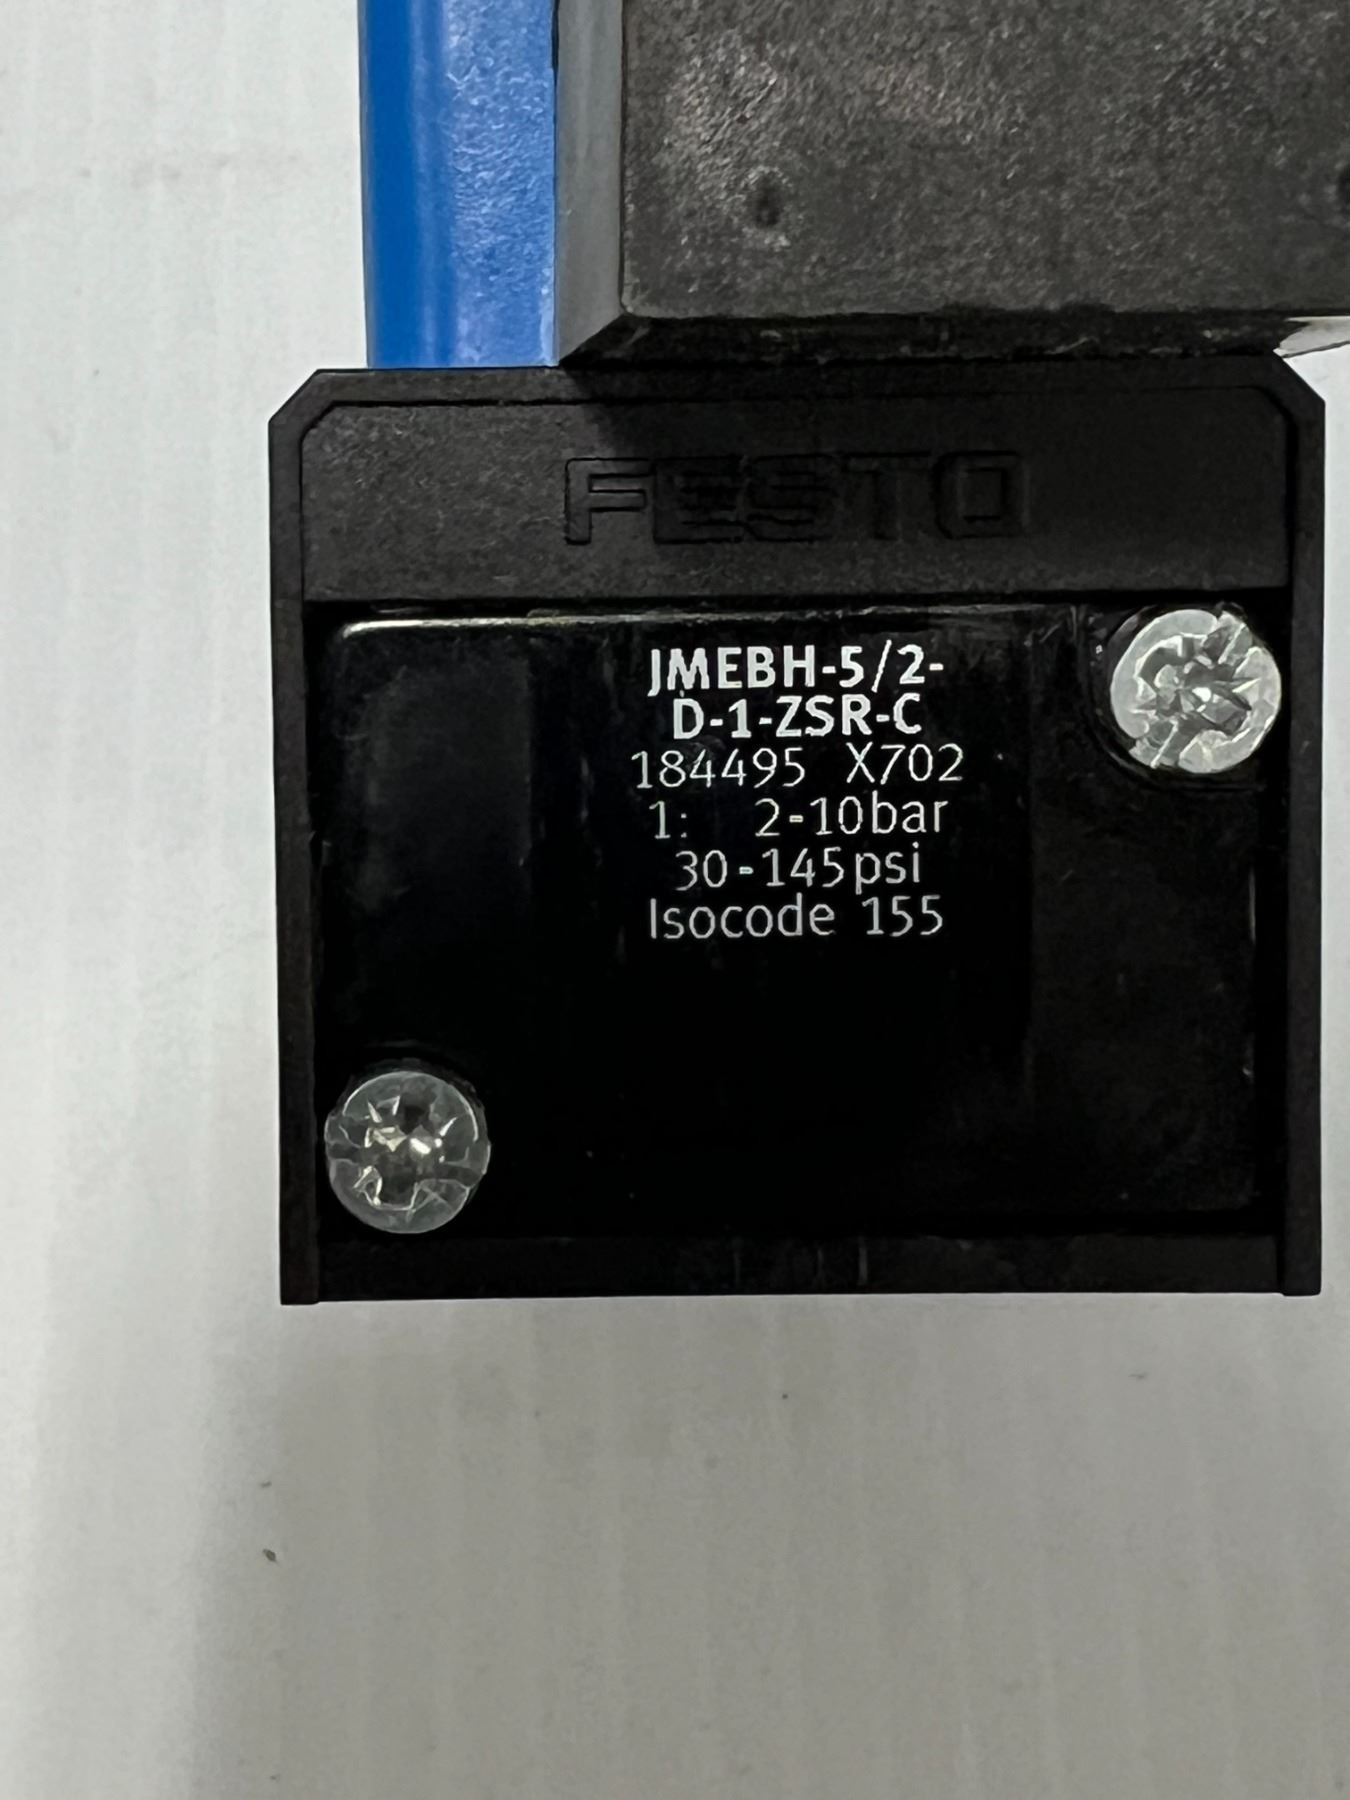 FESTO
JMEBH-5/2-
D-1-ZSR-C
184495 X702
1: 2-10bar
30-145psi
Isocode 155